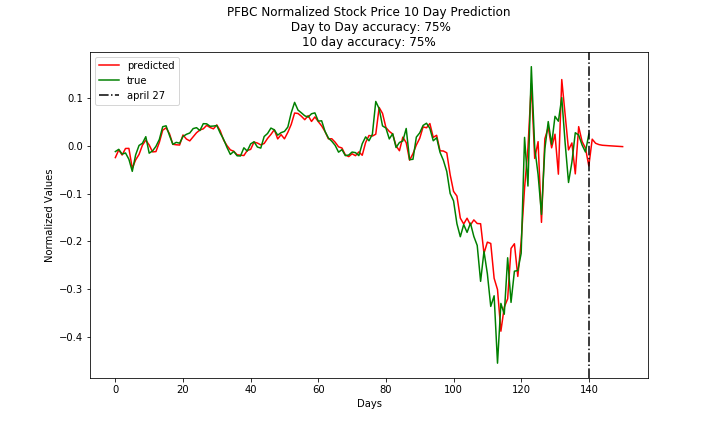 PFBC Normalized Stock Price 10 Day Prediction
Day to Day accuracy: 75%
10 day accuracy: 75%
predicted
true
april 27
Normalized Values
0.1
0.0
−0.1
−0.2
−0.3
−0.4
0 20 40 60 80 100 120 140
Days